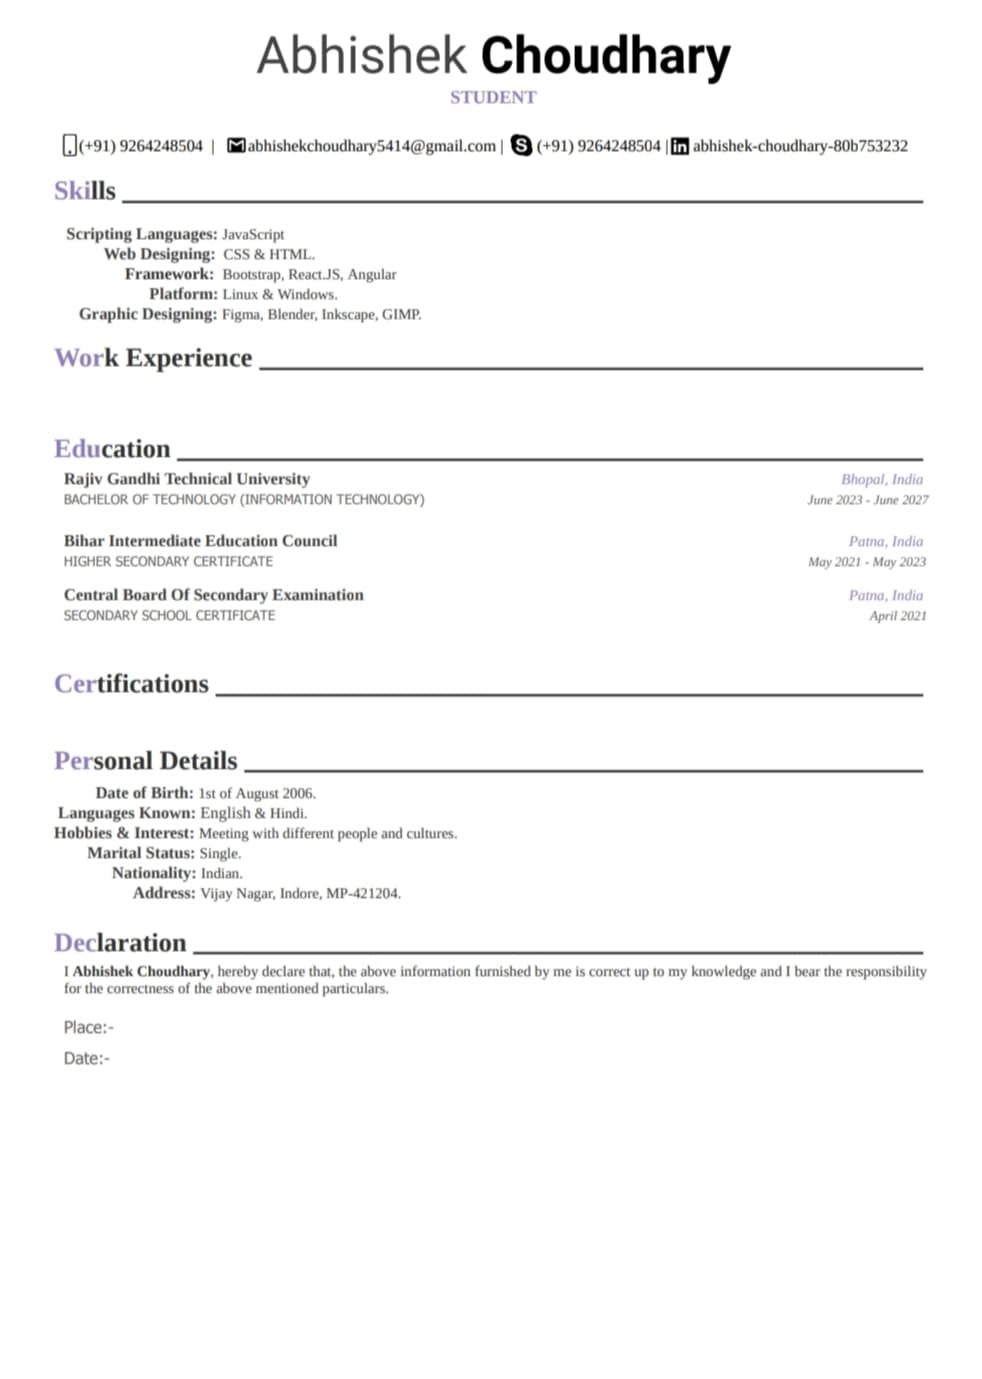 Abhishek Choudhary
STUDENT
(+91) 9264248504 | abhishekchoudhary5414@gmail.com | (+91) 9264248504 | in abhishek-choudhary-80b753232
Skills
Scripting Languages: JavaScript
Web Designing: CSS & HTML.
Framework: Bootstrap, React.JS, Angular
Platform: Linux & Windows.
Graphic Designing: Figma, Blender, Inkscape, GIMP.
Work Experience
Education
Rajiv Gandhi Technical University Bhopal, India
BACHELOR OF TECHNOLOGY (INFORMATION TECHNOLOGY) June 2023 - June 2027
Bihar Intermediate Education Council Patna, India
HIGHER SECONDARY CERTIFICATE May 2021 - May 2023
Central Board Of Secondary Examination Patna, India
SECONDARY SCHOOL CERTIFICATE April 2021
Certifications
Personal Details
Date of Birth: 1st of August 2006.
Languages Known: English & Hindi.
Hobbies & Interest: Meeting with different people and cultures.
Marital Status: Single.
Nationality: Indian.
Address: Vijay Nagar, Indore, MP-421204.
Declaration
I Abhishek Choudhary, hereby declare that, the above information furnished by me is correct up to my knowledge and I bear the responsibility
for the correctness of the above mentioned particulars.
Place:-
Date:-